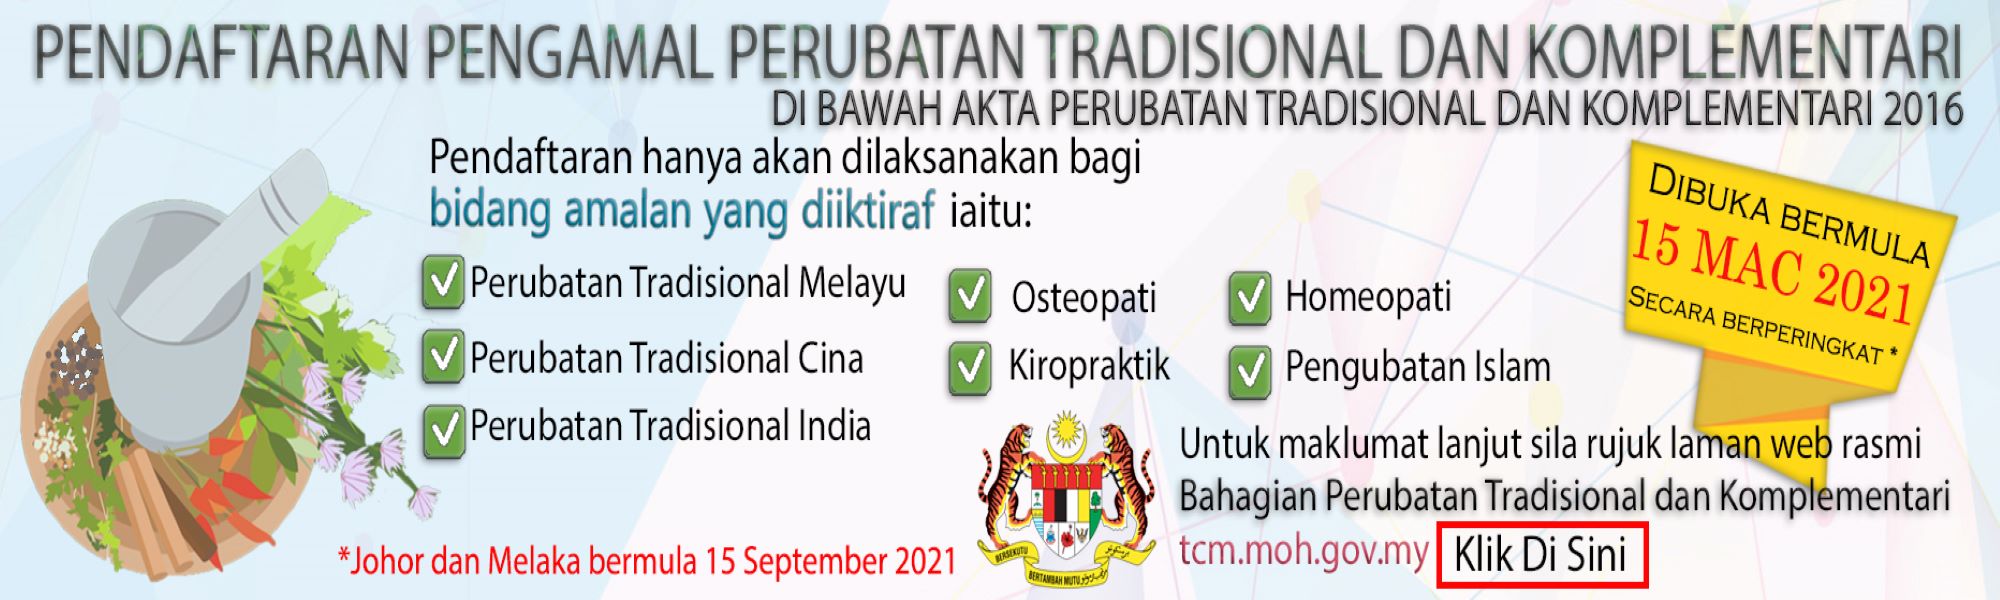 PENDAFTARAN PENGAMAL PERUBATAN TRADISIONAL DAN KOMPLEMENTARI
DI BAWAH AKTA PERUBATAN TRADISIONAL DAN KOMPLEMENTARI 2016
Pendaftaran hanya akan dilaksanakan bagi
bidang amalan yang diiktiraf iaitu:
Perubatan Tradisional Melayu
Perubatan Tradisional Cina
Perubatan Tradisional India
Osteopati
Kiropraktik
Homeopati
Pengubatan Islam
DIBUKA BERMULA
15 MAC 2021
SECARA BERPERINGKAT *
Untuk maklumat lanjut sila rujuk laman web rasmi
Bahagian Perubatan Tradisional dan Komplementari
tcm.moh.gov.my Klik Di Sini
*Johor dan Melaka bermula 15 September 2021
BERSEKUTU
BERTAMBAH MUTU